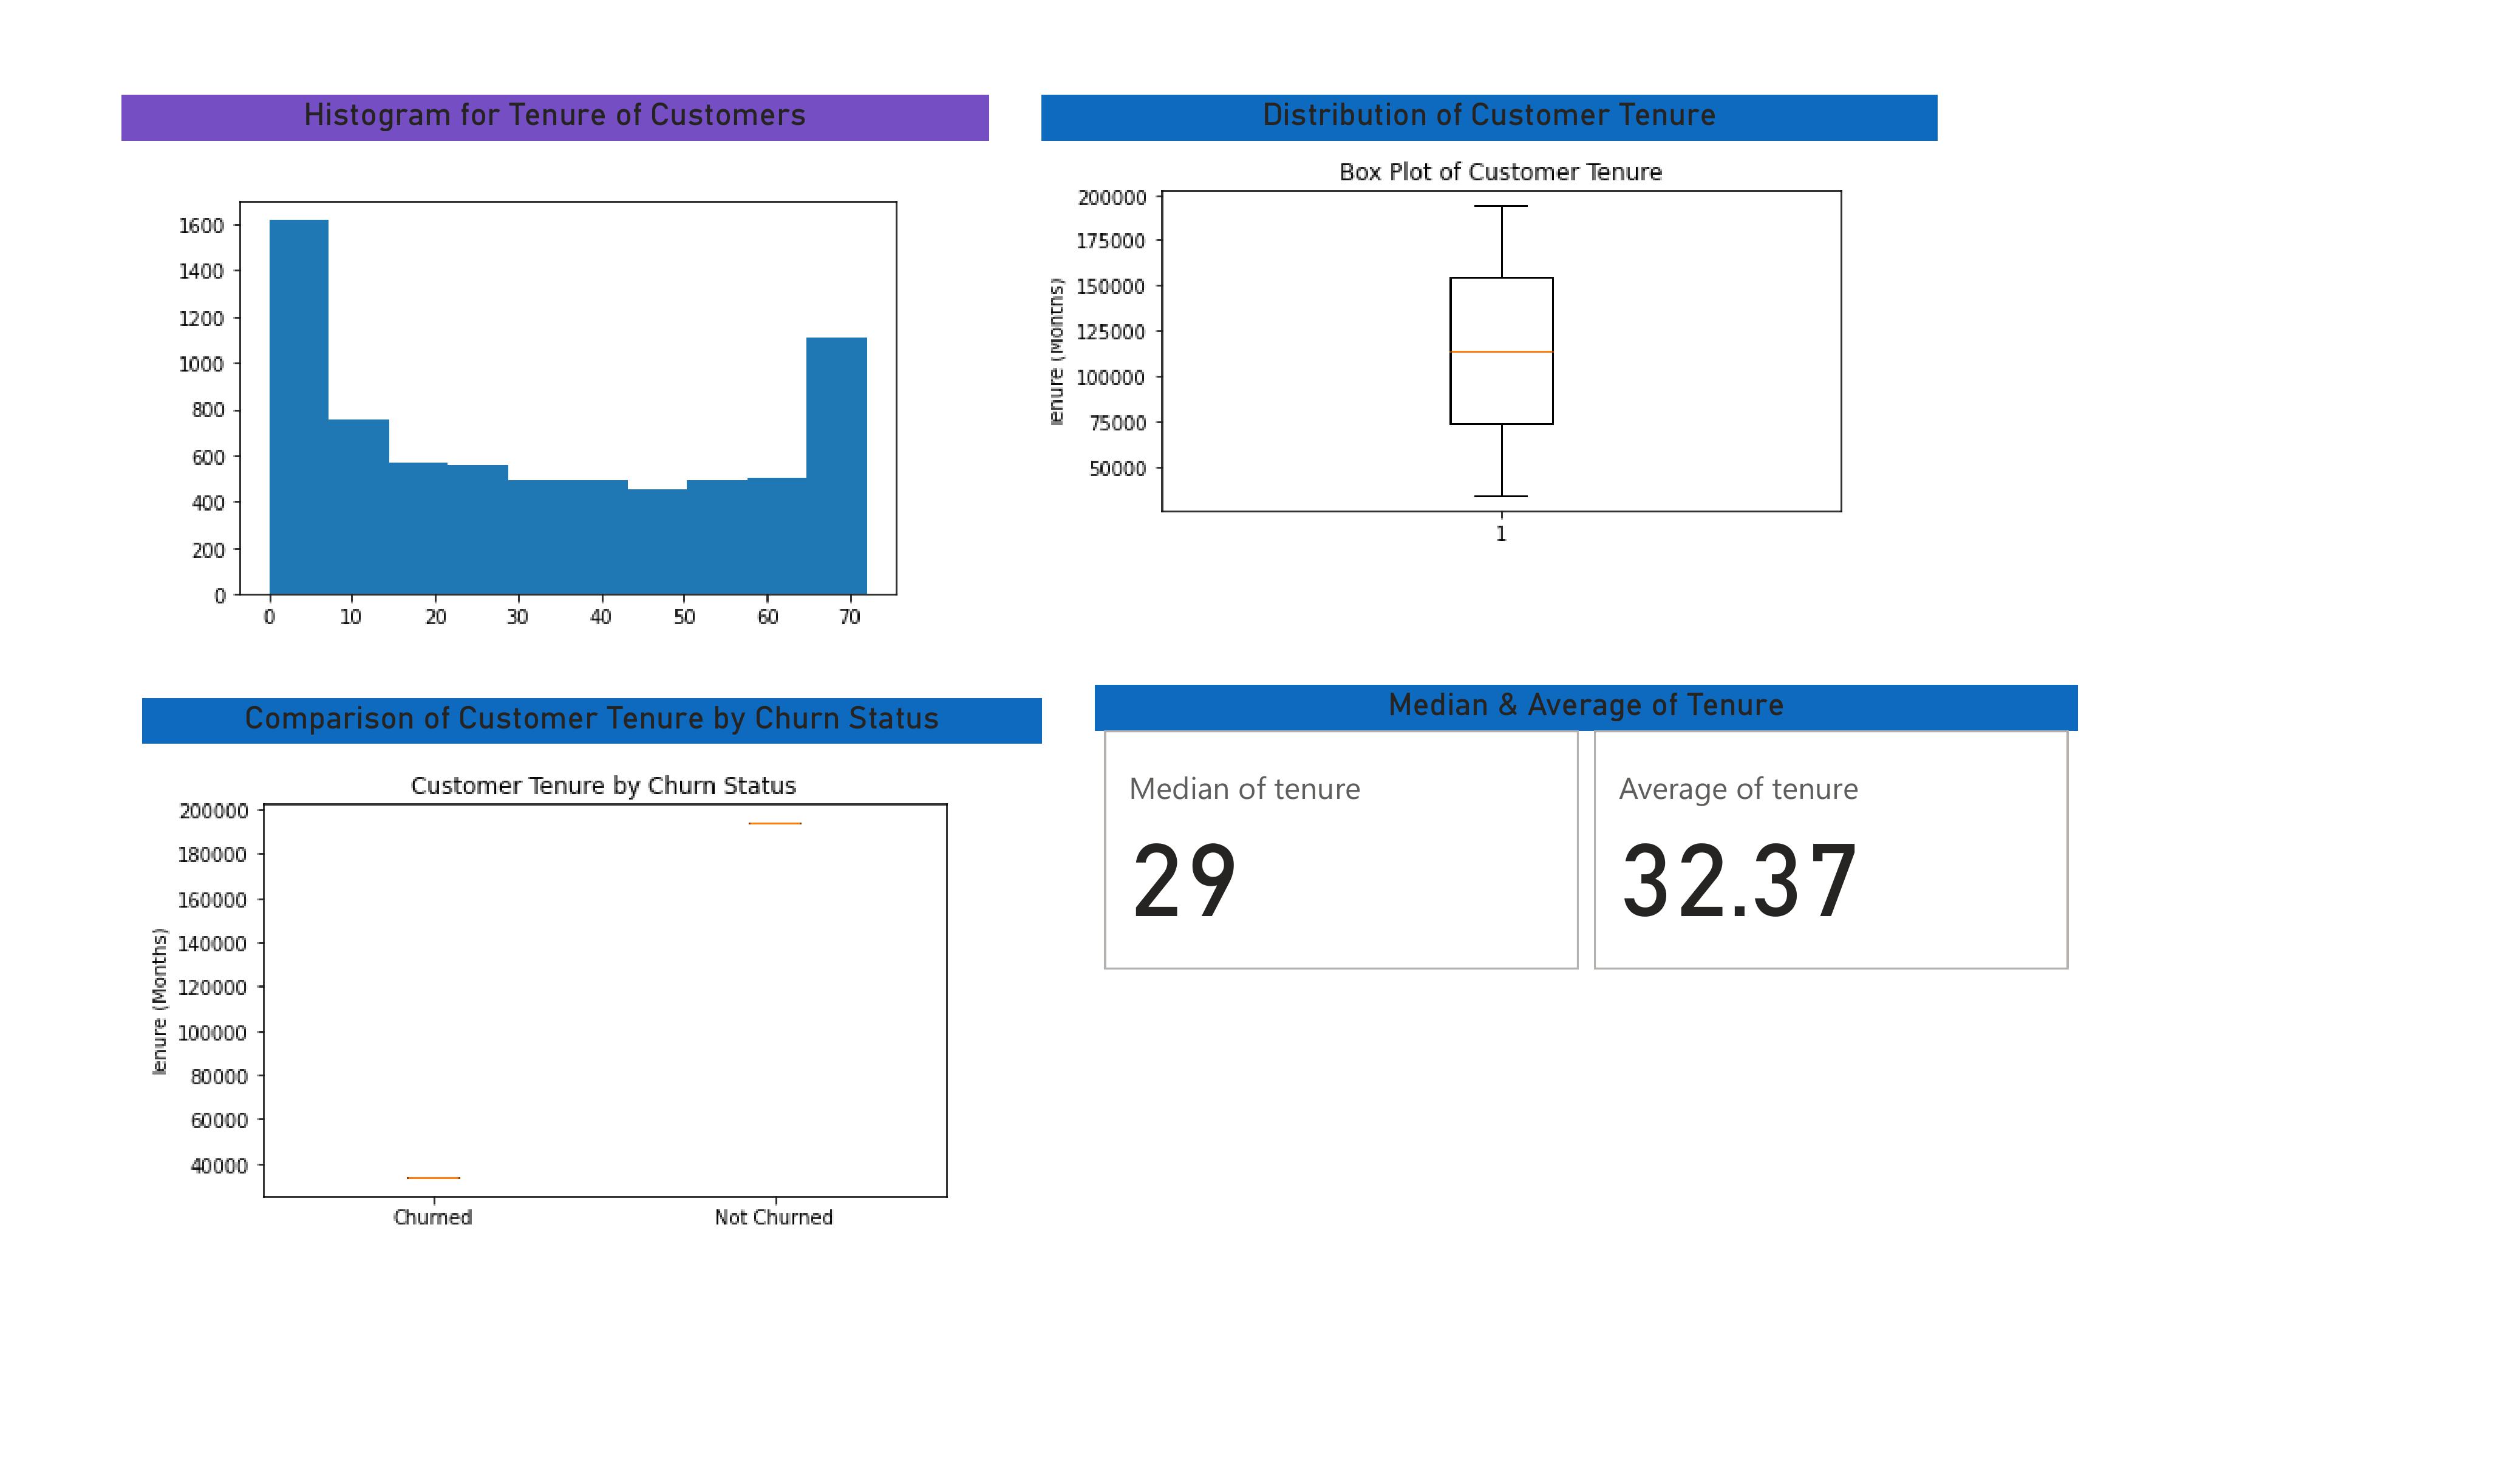 Histogram for Tenure of Customers
1600
1400
1200
1000
800
600
400
200
0
0 10 20 30 40 50 60 70
Distribution of Customer Tenure
Box Plot of Customer Tenure
200000
175000
150000
125000
100000
75000
50000
Tenure (Months)
1
Comparison of Customer Tenure by Churn Status
Customer Tenure by Churn Status
200000
180000
160000
140000
120000
100000
80000
60000
40000
Tenure (Months)
Churned Not Churned
Median & Average of Tenure
Median of tenure
29
Average of tenure
32.37